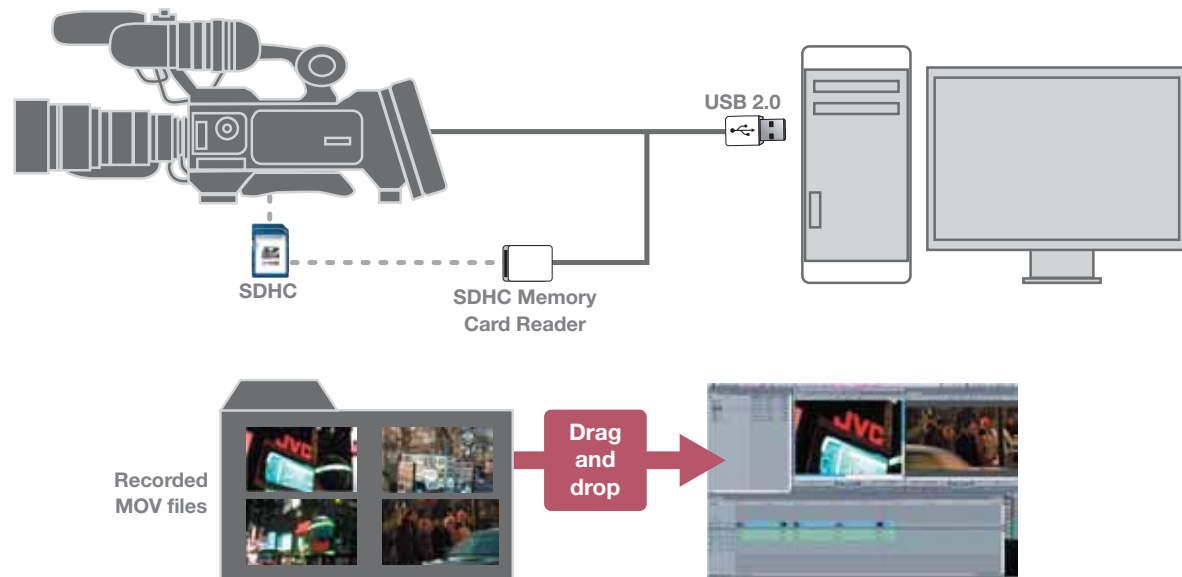 USB 2.0
SDHC
SDHC Memory
Card Reader
Recorded
MOV files
JVC
Drag
and
drop
JVC